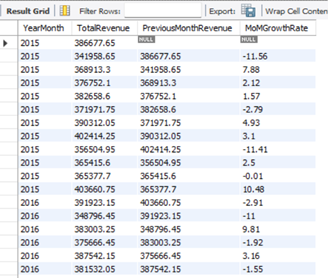 Result Grid Filter Rows: Export: Wrap Cell Conten
YearMonth TotalRevenue PreviousMonthRevenue MoMGrowthRate
2015 386677.65 NULL NULL
2015 341958.65 386677.65 -11.56
2015 368913.3 341958.65 7.88
2015 376752.1 368913.3 2.12
2015 382658.6 376752.1 1.57
2015 371971.75 382658.6 -2.79
2015 390312.05 371971.75 4.93
2015 402414.25 390312.05 3.1
2015 356504.95 402414.25 -11.41
2015 365415.6 356504.95 2.5
2015 365377.7 365415.6 -0.01
2015 403660.75 365377.7 10.48
2016 391923.15 403660.75 -2.91
2016 348796.45 391923.15 -11
2016 383003.25 348796.45 9.81
2016 375666.45 383003.25 -1.92
2016 387542.15 375666.45 3.16
2016 381532.05 387542.15 -1.55